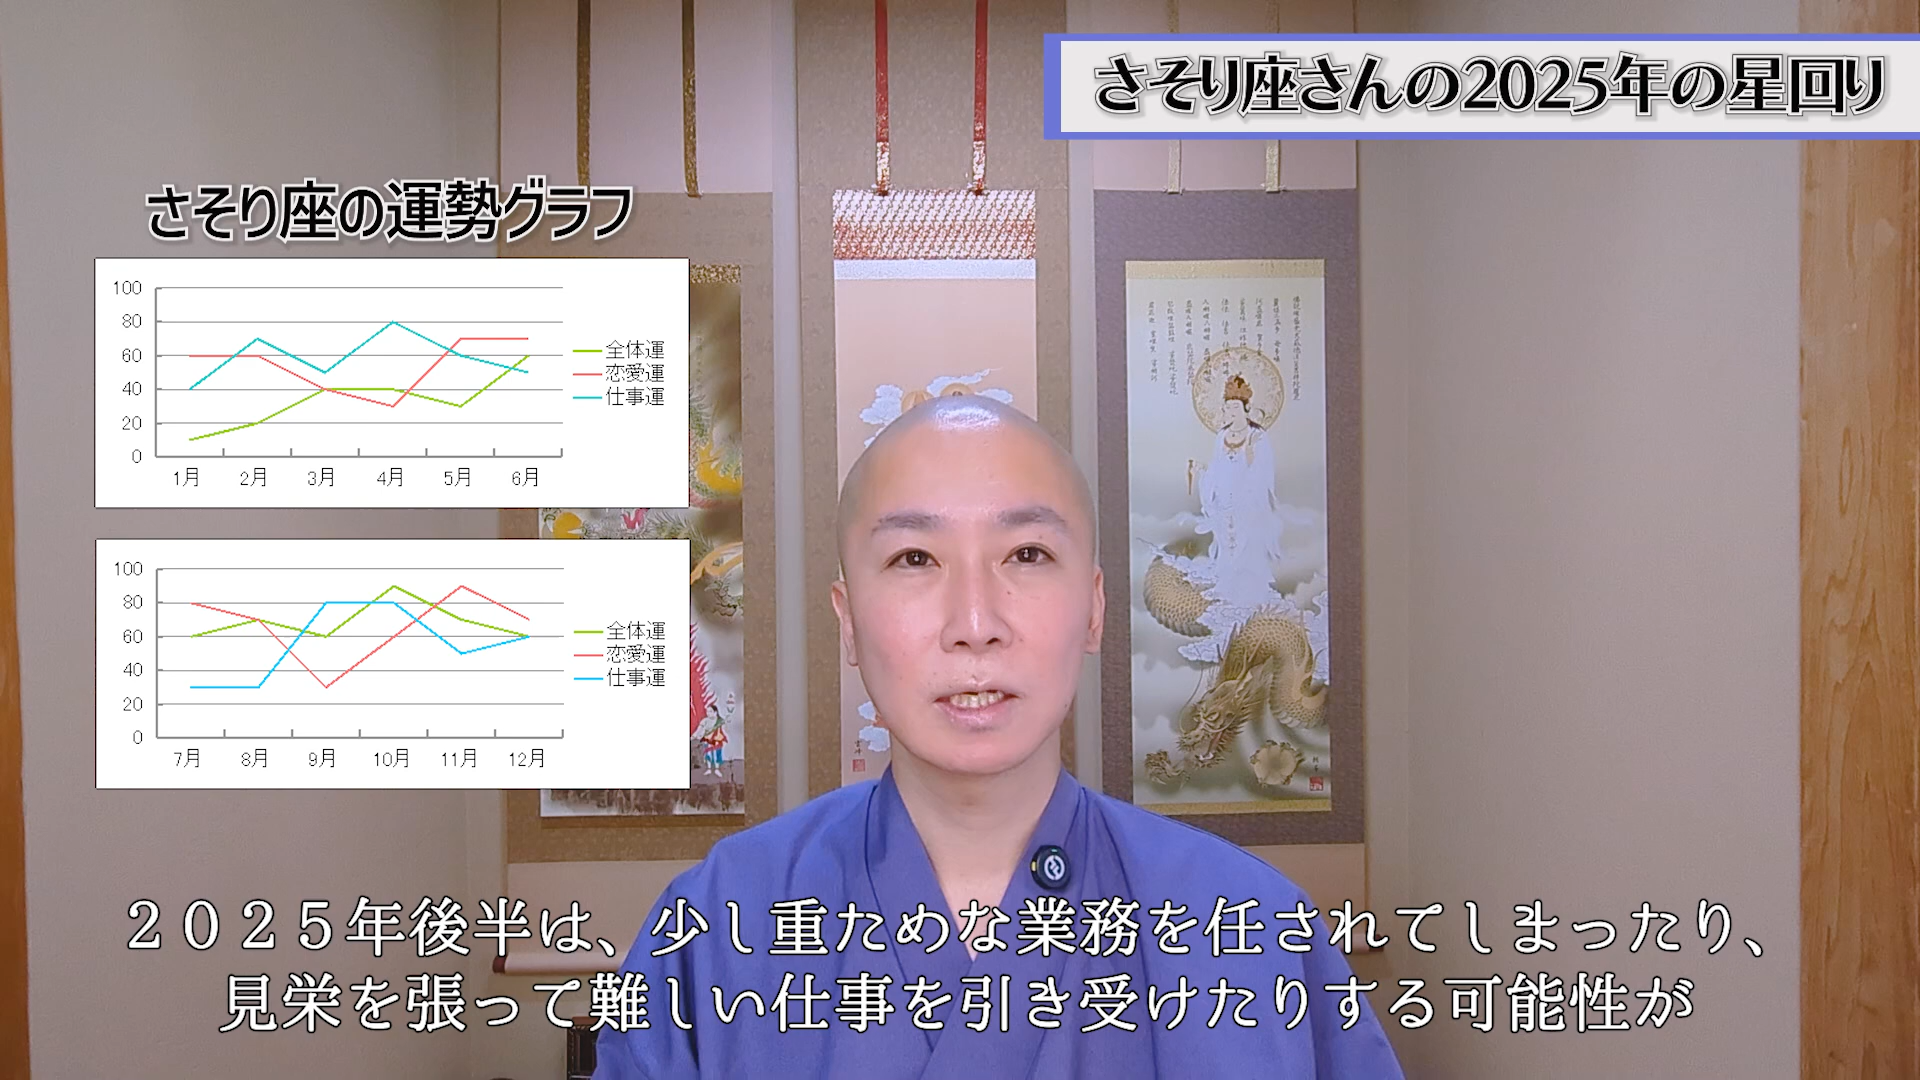 さそり座さんの2025年の星回り
さそり座の運勢グラフ
100
80
60
40
20
0
1月 2月 3月 4月 5月 6月
全体運
恋愛運
仕事運
100
80
60
40
20
0
7月 8月 9月 10月 11月 12月
全体運
恋愛運
仕事運
２０２５年後半は、少し重ためな業務を任されてしまったり、
見栄を張って難しい仕事を引き受けたりする可能性が